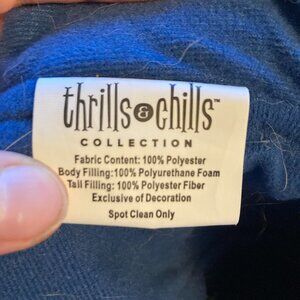 thrills & chills™
COLLECTION
Fabric Content: 100% Polyester
Body Filling:100% Polyurethane Foam
Tail Filling: 100% Polyester Fiber
Exclusive of Decoration
Spot Clean Only